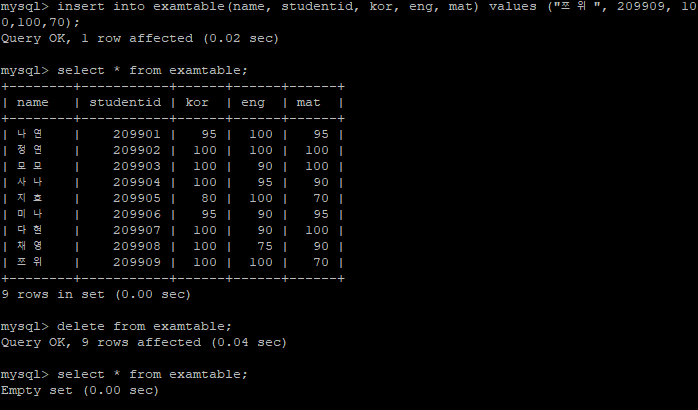 mysql> insert into examtable(name, studentid, kor, eng, mat) values ("쯔위", 209909, 10
0,100,70);
Query OK, 1 row affected (0.02 sec)
mysql> select * from examtable;
+--------+-----------+------+------+------+
| name   | studentid | kor  | eng  | mat  |
+--------+-----------+------+------+------+
| 나연   |    209901 |   95 |  100 |   95 |
| 정연   |    209902 |  100 |  100 |  100 |
| 모모   |    209903 |  100 |   90 |  100 |
| 사나   |    209904 |  100 |   95 |   90 |
| 지효   |    209905 |   80 |  100 |   70 |
| 미나   |    209906 |   95 |   90 |   95 |
| 다현   |    209907 |  100 |   90 |  100 |
| 채영   |    209908 |  100 |   75 |   90 |
| 쯔위   |    209909 |  100 |  100 |   70 |
+--------+-----------+------+------+------+
9 rows in set (0.00 sec)
mysql> delete from examtable;
Query OK, 9 rows affected (0.04 sec)
mysql> select * from examtable;
Empty set (0.00 sec)